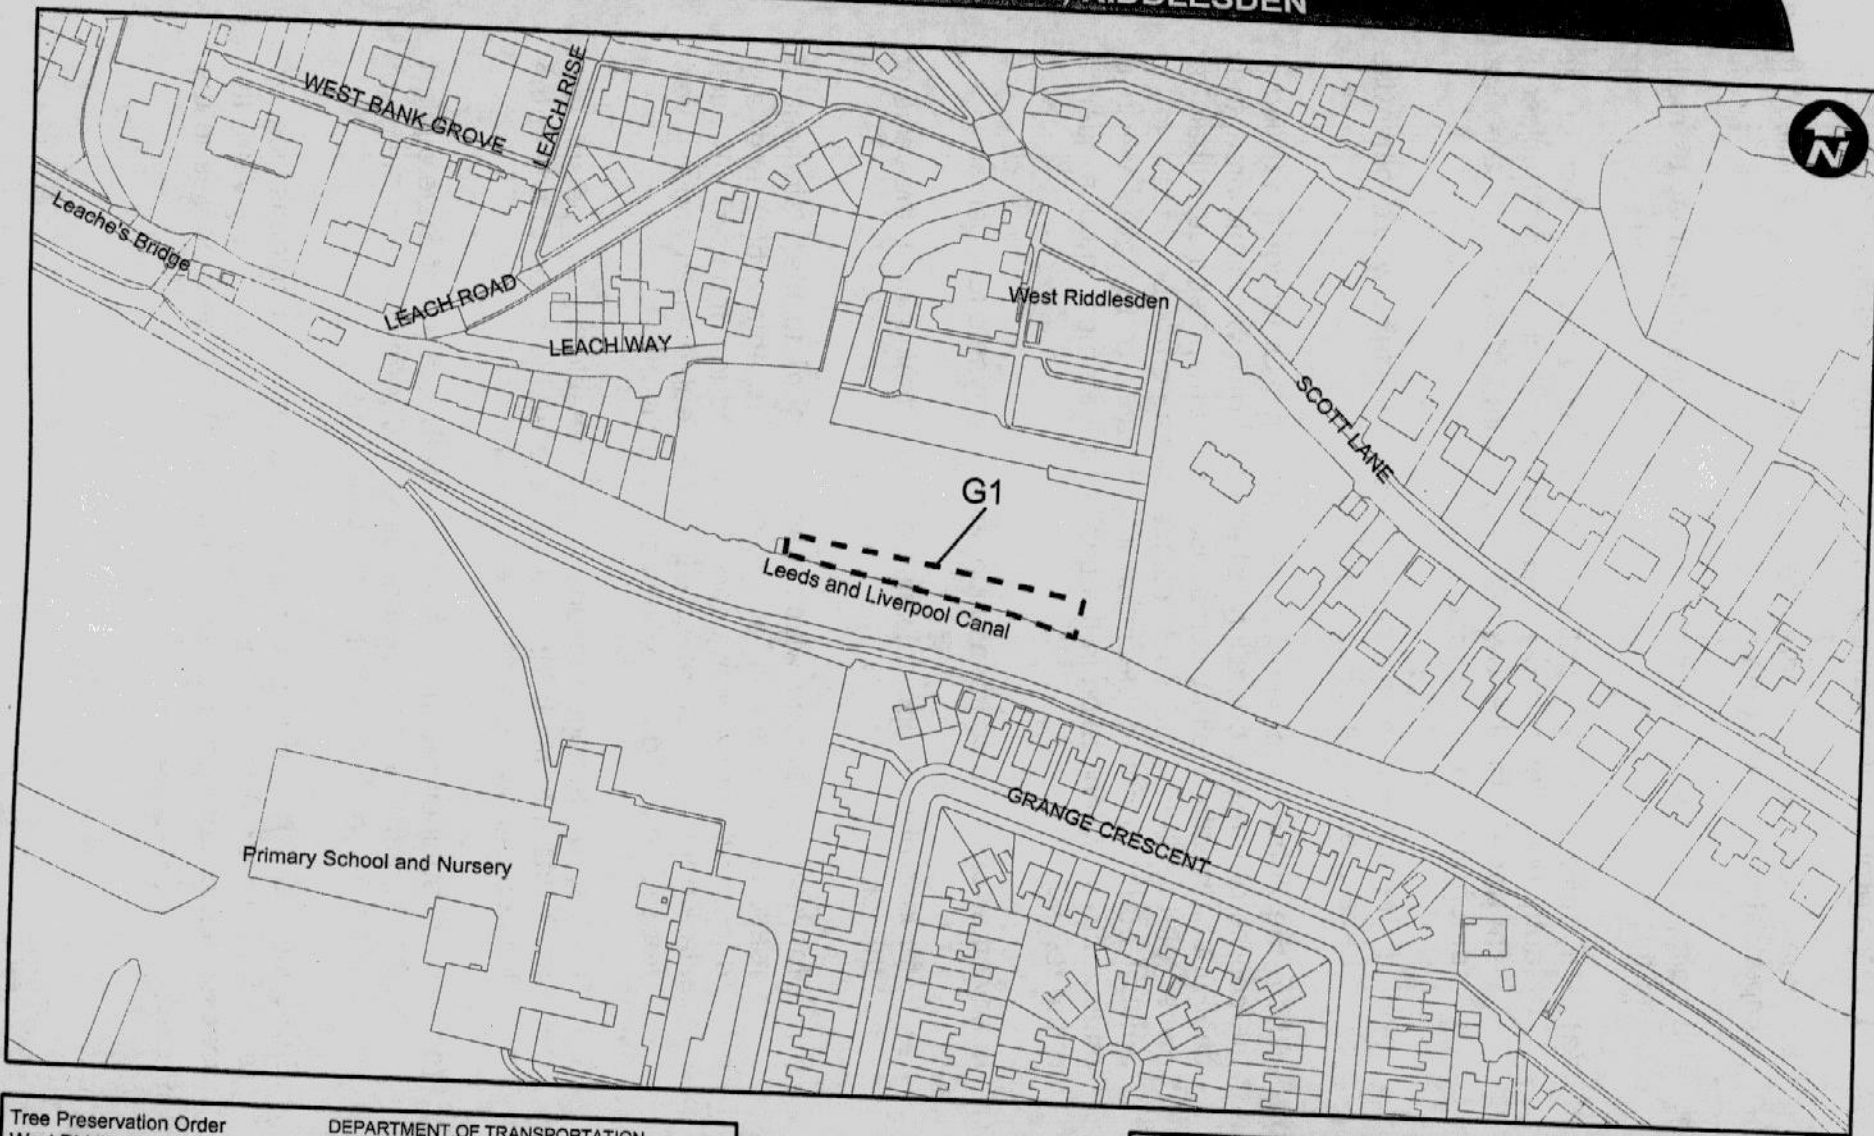 RIDDLESDEN
WEST BANK GROVE
LEACH RISE
N
Leache's Bridge
LEACH ROAD
LEACH WAY
West Riddlesden
SCOTT LANE
G1
Leeds and Liverpool Canal
GRANGE CRESCENT
Primary School and Nursery
Tree Preservation Order
DEPARTMENT OF TRANSPORTATION